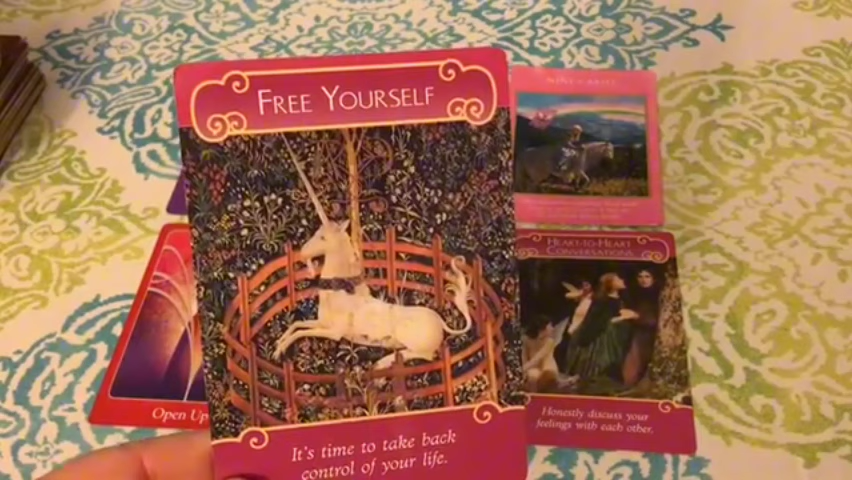 FREE YOURSELF
It's time to take back
control of your life.
HEART-TO-HEART
CONVERSATIONS
Honestly discuss your
feelings with each other.
Open Up